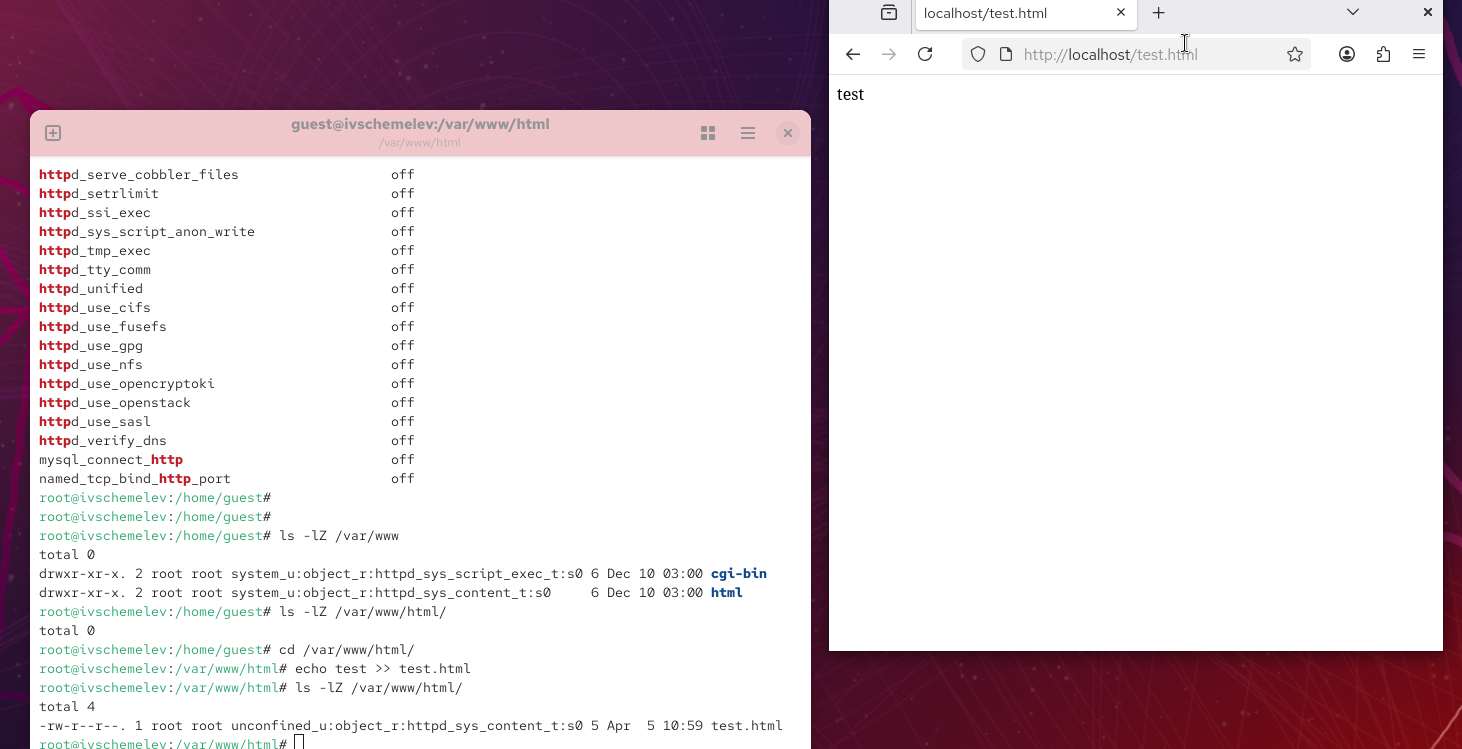 guest@ivschemelev:/var/www/html
/var/www/html
httpd_serve_cobbler_files off
httpd_setrlimit off
httpd_ssi_exec off
httpd_sys_script_anon_write off
httpd_tmp_exec off
httpd_tty_comm off
httpd_unified off
httpd_use_cifs off
httpd_use_fusefs off
httpd_use_gpg off
httpd_use_nfs off
httpd_use_opencryptoki off
httpd_use_openstack off
httpd_use_sasl off
httpd_verify_dns off
mysql_connect_http off
named_tcp_bind_http_port off
root@ivschemelev:/home/guest#
root@ivschemelev:/home/guest#
root@ivschemelev:/home/guest# ls -lZ /var/www
total 0
drwxr-xr-x. 2 root root system_u:object_r:httpd_sys_script_exec_t:s0 6 Dec 10 03:00 cgi-bin
drwxr-xr-x. 2 root root system_u:object_r:httpd_sys_content_t:s0     6 Dec 10 03:00 html
root@ivschemelev:/home/guest# ls -lZ /var/www/html/
total 0
root@ivschemelev:/home/guest# cd /var/www/html/
root@ivschemelev:/var/www/html# echo test >> test.html
root@ivschemelev:/var/www/html# ls -lZ /var/www/html/
total 4
-rw-r--r--. 1 root root unconfined_u:object_r:httpd_sys_content_t:s0 5 Apr  5 10:59 test.html
root@ivschemelev:/var/www/html#
localhost/test.html
http://localhost/test.html
test